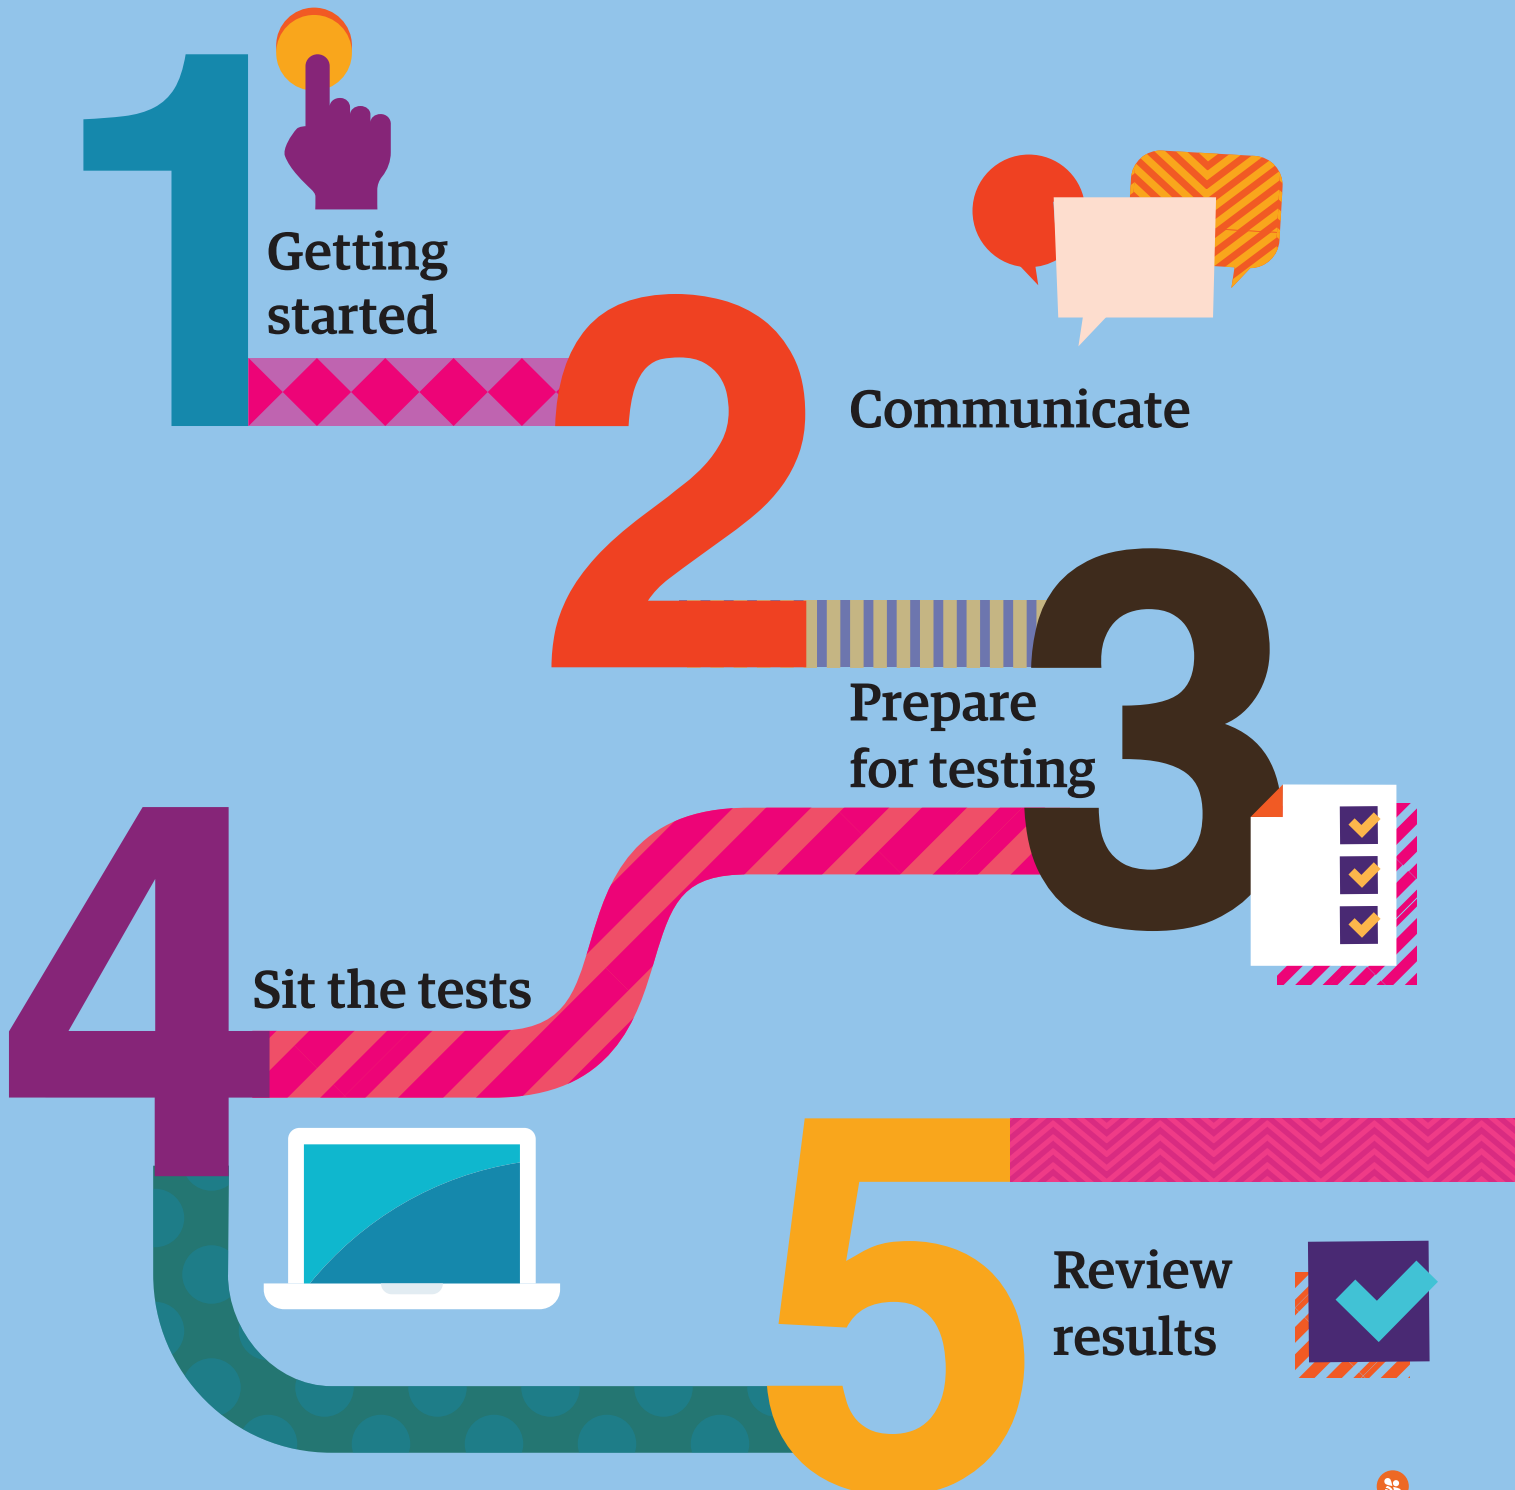 1
Getting
started
2
Communicate
3
Prepare
for testing
4
Sit the tests
5
Review
results